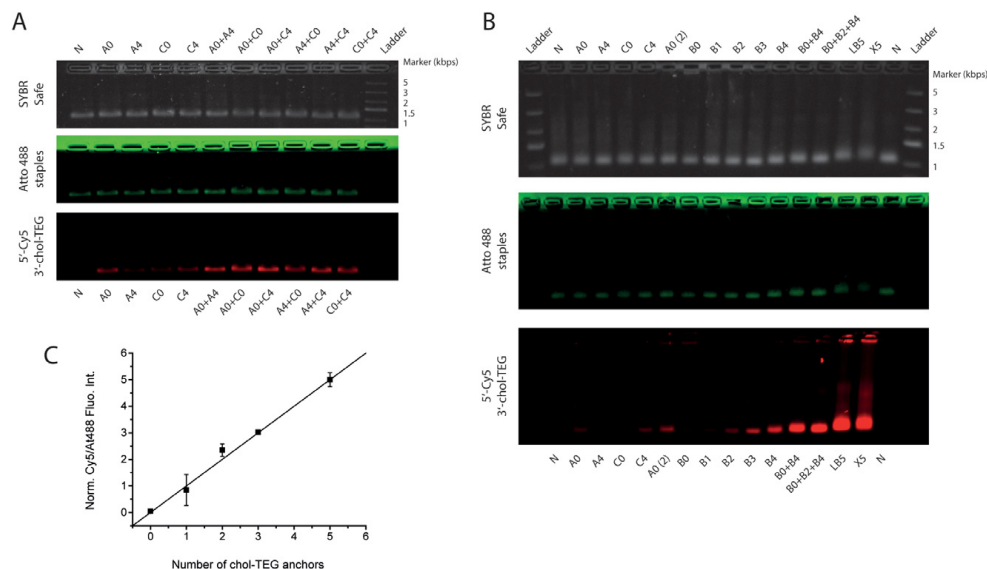 A
N A0 A4 C0 C4 A0+A4 A0+C0 A0+C4 A4+C0 A4+C4 C0+C4 Ladder
Marker (kbps)
SYBR
Safe
5
3
2
1.5
1
Atto 488
staples
5'-Cy5
3'-chol-TEG
N A0 A4 C0 C4 A0+A4 A0+C0 A0+C4 A4+C0 A4+C4 C0+C4
B
Ladder N A0 A4 C0 C4 A0 (2) B0 B1 B2 B3 B4 B0+B4 B0+B2+B4 LB5 X5 N Ladder
Marker (kbps)
SYBR
Safe
5
3
2
1.5
1
Atto 488
staples
5'-Cy5
3'-chol-TEG
N A0 A4 C0 C4 A0 (2) B0 B1 B2 B3 B4 B0+B4 B0+B2+B4 LB5 X5 N
C
Norm. Cy5/At488 Fluo. Int.
6
5
4
3
2
1
0
0 1 2 3 4 5 6
Number of chol-TEG anchors